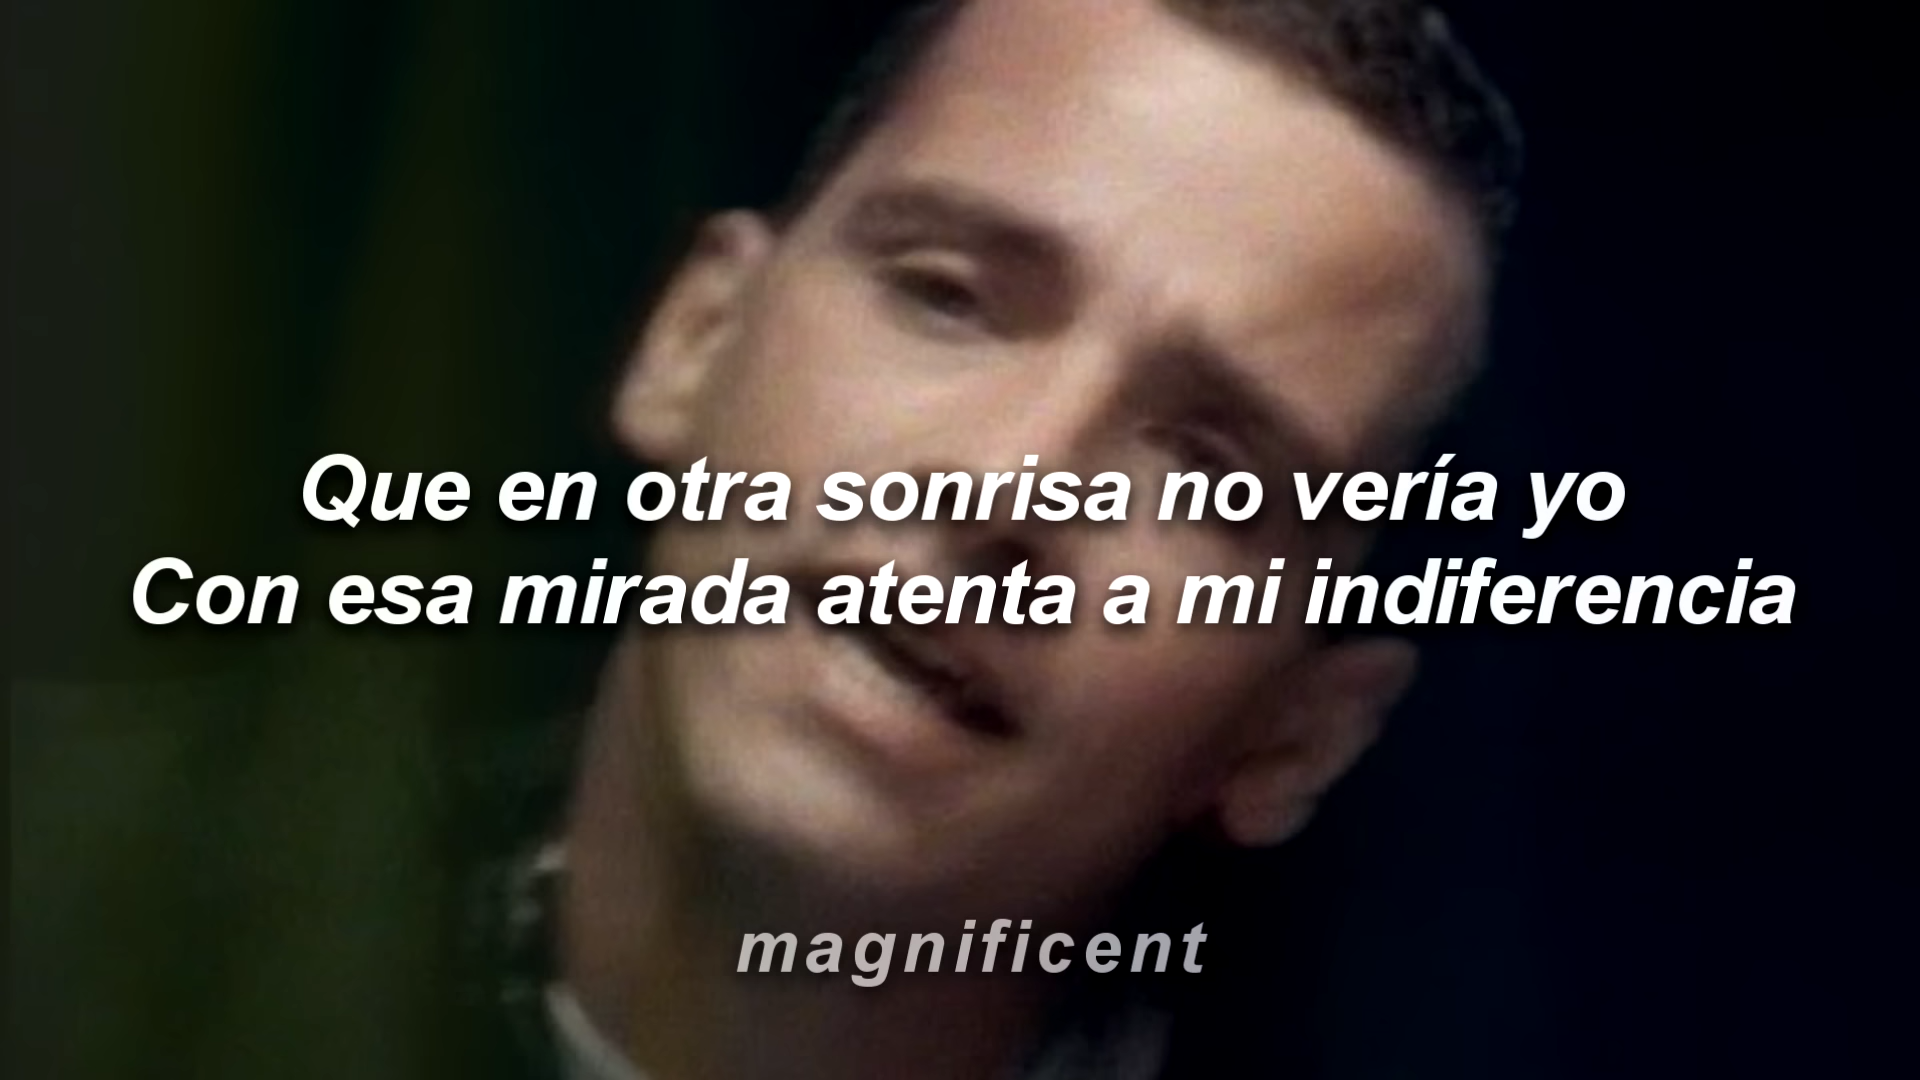 Que en otra sonrisa no vería yo
Con esa mirada atenta a mi indiferencia
magnificent